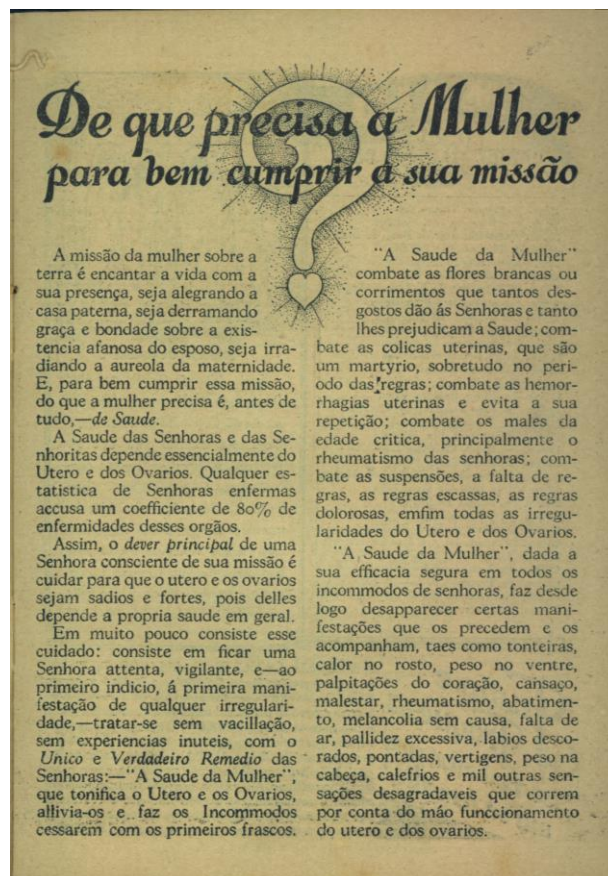 De que precisa a Mulher
para bem cumprir a sua missão
A missão da mulher sobre a
terra é encantar a vida com a
sua presença, seja alegrando a
casa paterna, seja derramando
graça e bondade sobre a exis-
tencia afanosa do esposo, seja irra-
diando a aureola da maternidade.
E, para bem cumprir essa missão,
do que a mulher precisa é, antes de
tudo,—de Saude.
A Saude das Senhoras e das Se-
nhoritas depende essencialmente do
Utero e dos Ovarios. Qualquer es-
tatistica de Senhoras enfermas
accusa um coefficiente de 80% de
enfermidades desses orgãos.
Assim, o dever principal de uma
Senhora consciente de sua missão é
cuidar para que o utero e os ovarios
sejam sadios e fortes, pois delles
depende a propria saude em geral.
Em muito pouco consiste esse
cuidado: consiste em ficar uma
Senhora attenta, vigilante, e—ao
primeiro indicio, á primeira mani-
festação de qualquer irregulari-
dade,—tratar-se sem vacillação,
sem experiencias inuteis, com o
Unico e Verdadeiro Remedio das
Senhoras:—"A Saude da Mulher",
que tonifica o Utero e os Ovarios,
allivia-os e faz os Incommodos
cessarem com os primeiros frascos.
"A Saude da Mulher"
combate as flores brancas ou
corrimentos que tantos des-
gostos dão ás Senhoras e tanto
lhes prejudicam a Saude; com-
bate as colicas uterinas, que são
um martyrio, sobretudo no peri-
odo das regras; combate as hemor-
rhagias uterinas e evita a sua
repetição; combate os males da
edade critica, principalmente o
rheumatismo das senhoras; com-
bate as suspensões, a falta de re-
gras, as regras escassas, as regras
dolorosas, emfim todas as irregu-
laridades do Utero e dos Ovarios.
"A Saude da Mulher", dada a
sua efficacia segura em todos os
incommodos de senhoras, faz desde
logo desapparecer certas mani-
festações que os precedem e os
acompanham, taes como tonteiras,
calor no rosto, peso no ventre,
palpitações do coração, cansaço,
malestar, rheumatismo, abatimen-
to, melancolia sem causa, falta de
ar, pallidez excessiva, labios desco-
rados, pontadas, vertigens, peso na
cabeça, calefrios e mil outras sen-
sações desagradaveis que correm
por conta do máo funccionamento
do utero e dos ovarios.